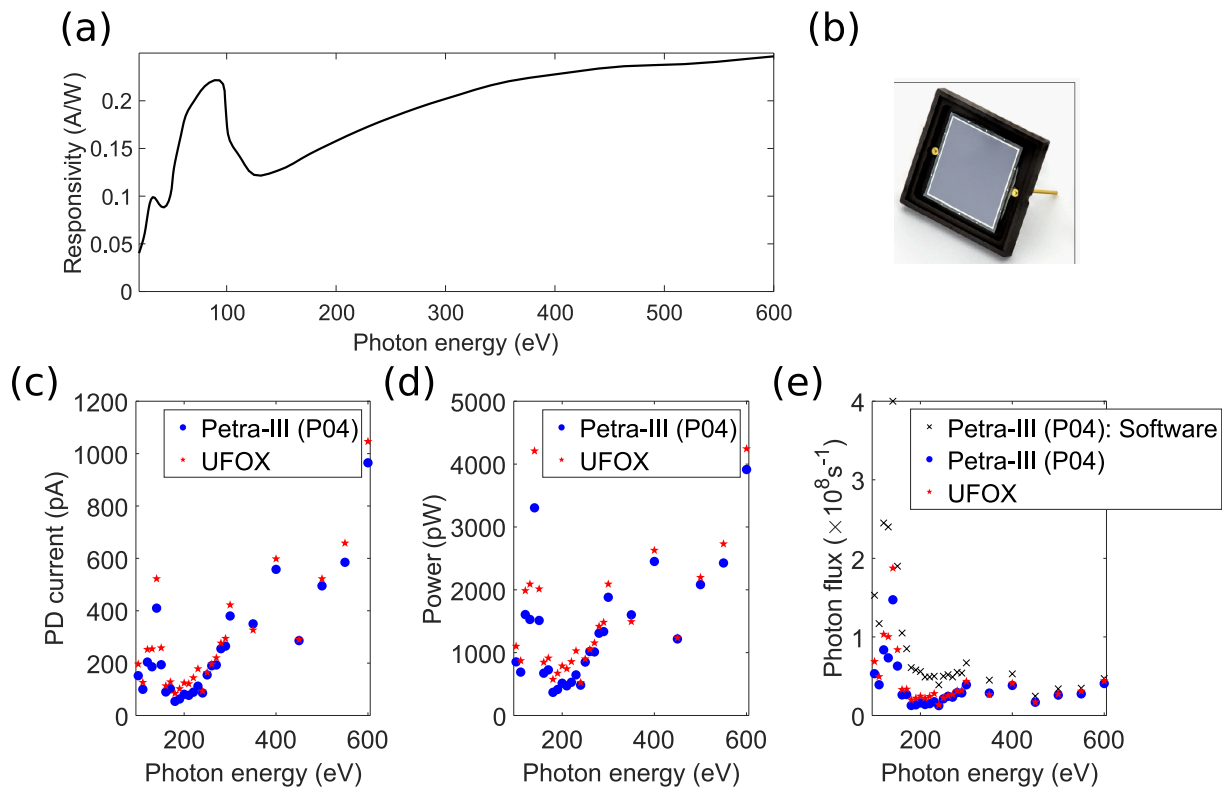 (a)
(b)
Responsivity (A/W)
0.2
0.15
0.1
0.05
0
100
200
300
400
500
600
Photon energy (eV)
(c)
PD current (pA)
1200
1000
800
600
400
200
0
200
400
600
Photon energy (eV)
Petra-III (P04)
UFOX
(d)
Power (pW)
5000
4000
3000
2000
1000
0
200
400
600
Photon energy (eV)
Petra-III (P04)
UFOX
(e)
Photon flux (×10⁸s⁻¹)
4
3
2
1
0
200
400
600
Photon energy (eV)
Petra-III (P04): Software
Petra-III (P04)
UFOX